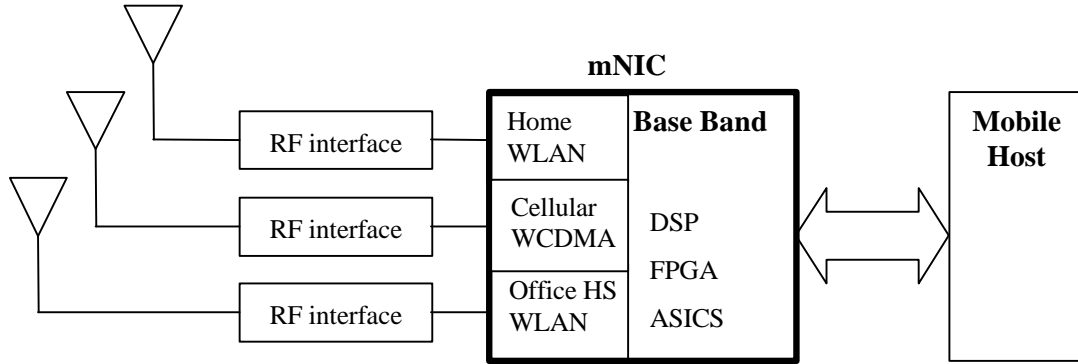 mNIC
RF interface
Home
WLAN
Base Band
Mobile
Host
RF interface
Cellular
WCDMA
DSP
FPGA
RF interface
Office HS
WLAN
ASICS